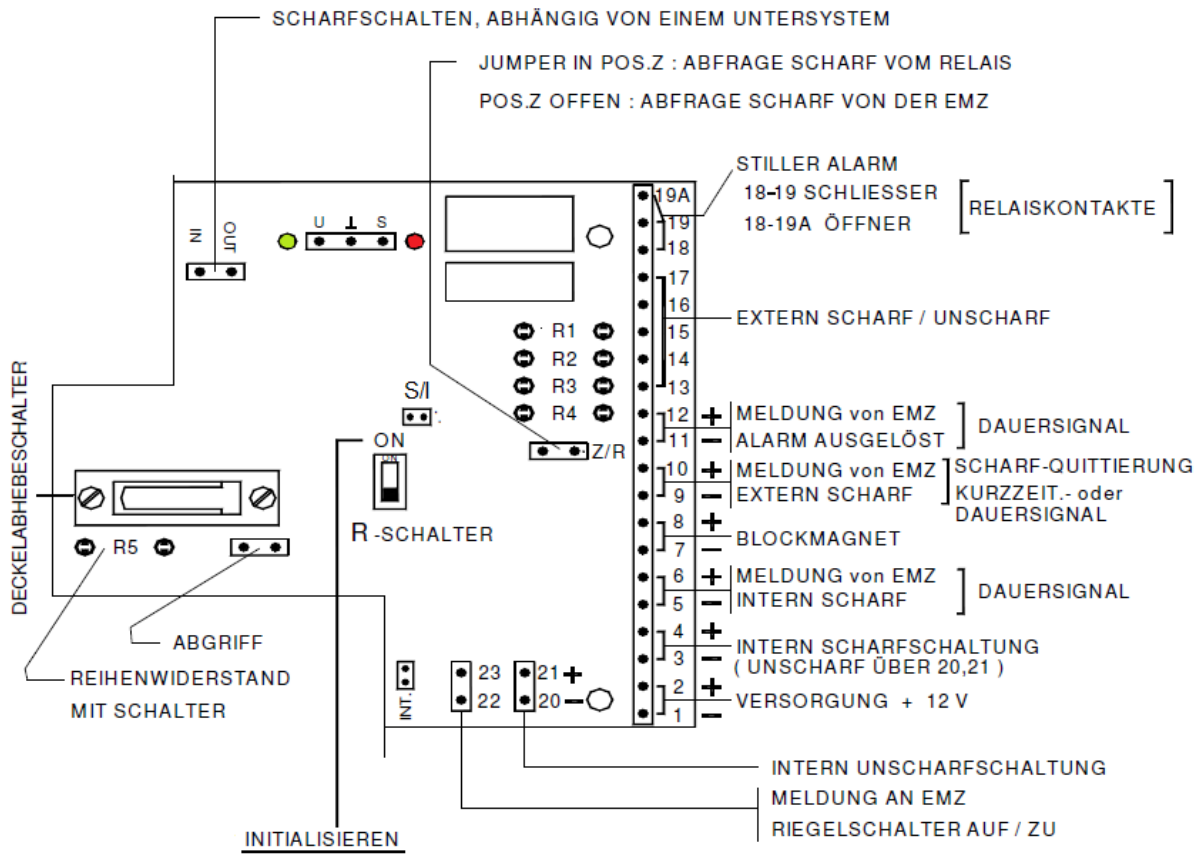 SCHARFSCHALTEN, ABHÄNGIG VON EINEM UNTERSYSTEM
JUMPER IN POS.Z : ABFRAGE SCHARF VOM RELAIS
POS.Z OFFEN : ABFRAGE SCHARF VON DER EMZ
STILLER ALARM
18-19 SCHLIESSER
18-19A ÖFFNER
RELAISKONTAKTE
IN
OUT
U ⊥ S
19A
19
18
17
16
15
14
13
EXTERN SCHARF / UNSCHARF
R1
R2
R3
R4
S/I
Z/R
ON
ON
R -SCHALTER
12 +
11 –
MELDUNG von EMZ
ALARM AUSGELÖST
DAUERSIGNAL
10 +
9 –
MELDUNG von EMZ
EXTERN SCHARF
SCHARF-QUITTIERUNG
KURZZEIT.- oder
DAUERSIGNAL
8 +
7 –
BLOCKMAGNET
6 +
5 –
MELDUNG von EMZ
INTERN SCHARF
DAUERSIGNAL
4 +
3 –
INTERN SCHARFSCHALTUNG
( UNSCHARF ÜBER 20,21 )
2 +
1 –
VERSORGUNG + 12 V
DECKELABHEBESCHALTER
R5
ABGRIFF
REIHENWIDERSTAND
MIT SCHALTER
INT.
23
22
21 +
20 –
INTERN UNSCHARFSCHALTUNG
MELDUNG AN EMZ
RIEGELSCHALTER AUF / ZU
INITIALISIEREN